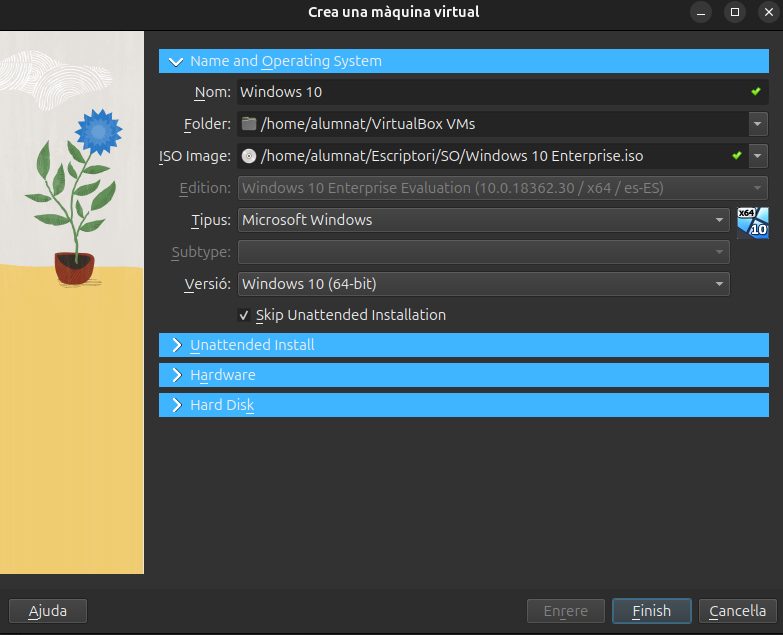 Crea una màquina virtual
Name and Operating System
Nom: Windows 10
Folder: /home/alumnat/VirtualBox VMs
ISO Image: /home/alumnat/Escriptori/SO/Windows 10 Enterprise.iso
Edition: Windows 10 Enterprise Evaluation (10.0.18362.30 / x64 / es-ES)
Tipus: Microsoft Windows x64 10
Subtype:
Versió: Windows 10 (64-bit)
Skip Unattended Installation
Unattended Install
Hardware
Hard Disk
Ajuda Enrere Finish Cancel·la